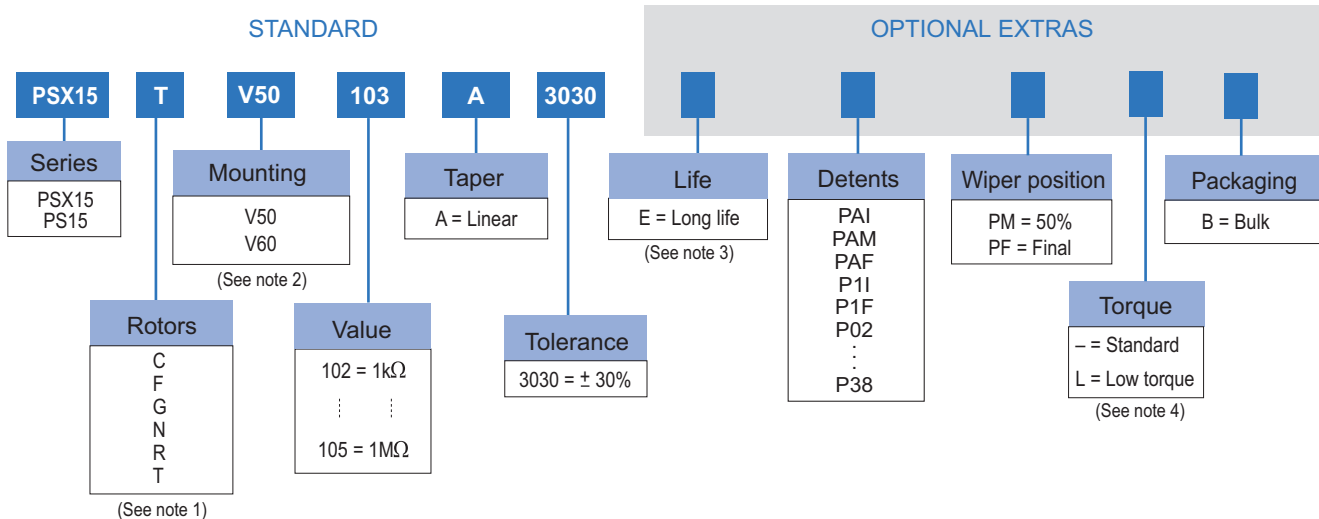 STANDARD
OPTIONAL EXTRAS
PSX15 T V50 103 A 3030
Series
PSX15
PS15
Mounting
V50
V60
(See note 2)
Taper
A = Linear
Life
E = Long life
(See note 3)
Detents
PAI
PAM
PAF
P1I
P1F
P02
:
:
P38
Wiper position
PM = 50%
PF = Final
Packaging
B = Bulk
Rotors
C
F
G
N
R
T
(See note 1)
Value
102 = 1kΩ
105 = 1MΩ
Tolerance
3030 = ± 30%
Torque
– = Standard
L = Low torque
(See note 4)